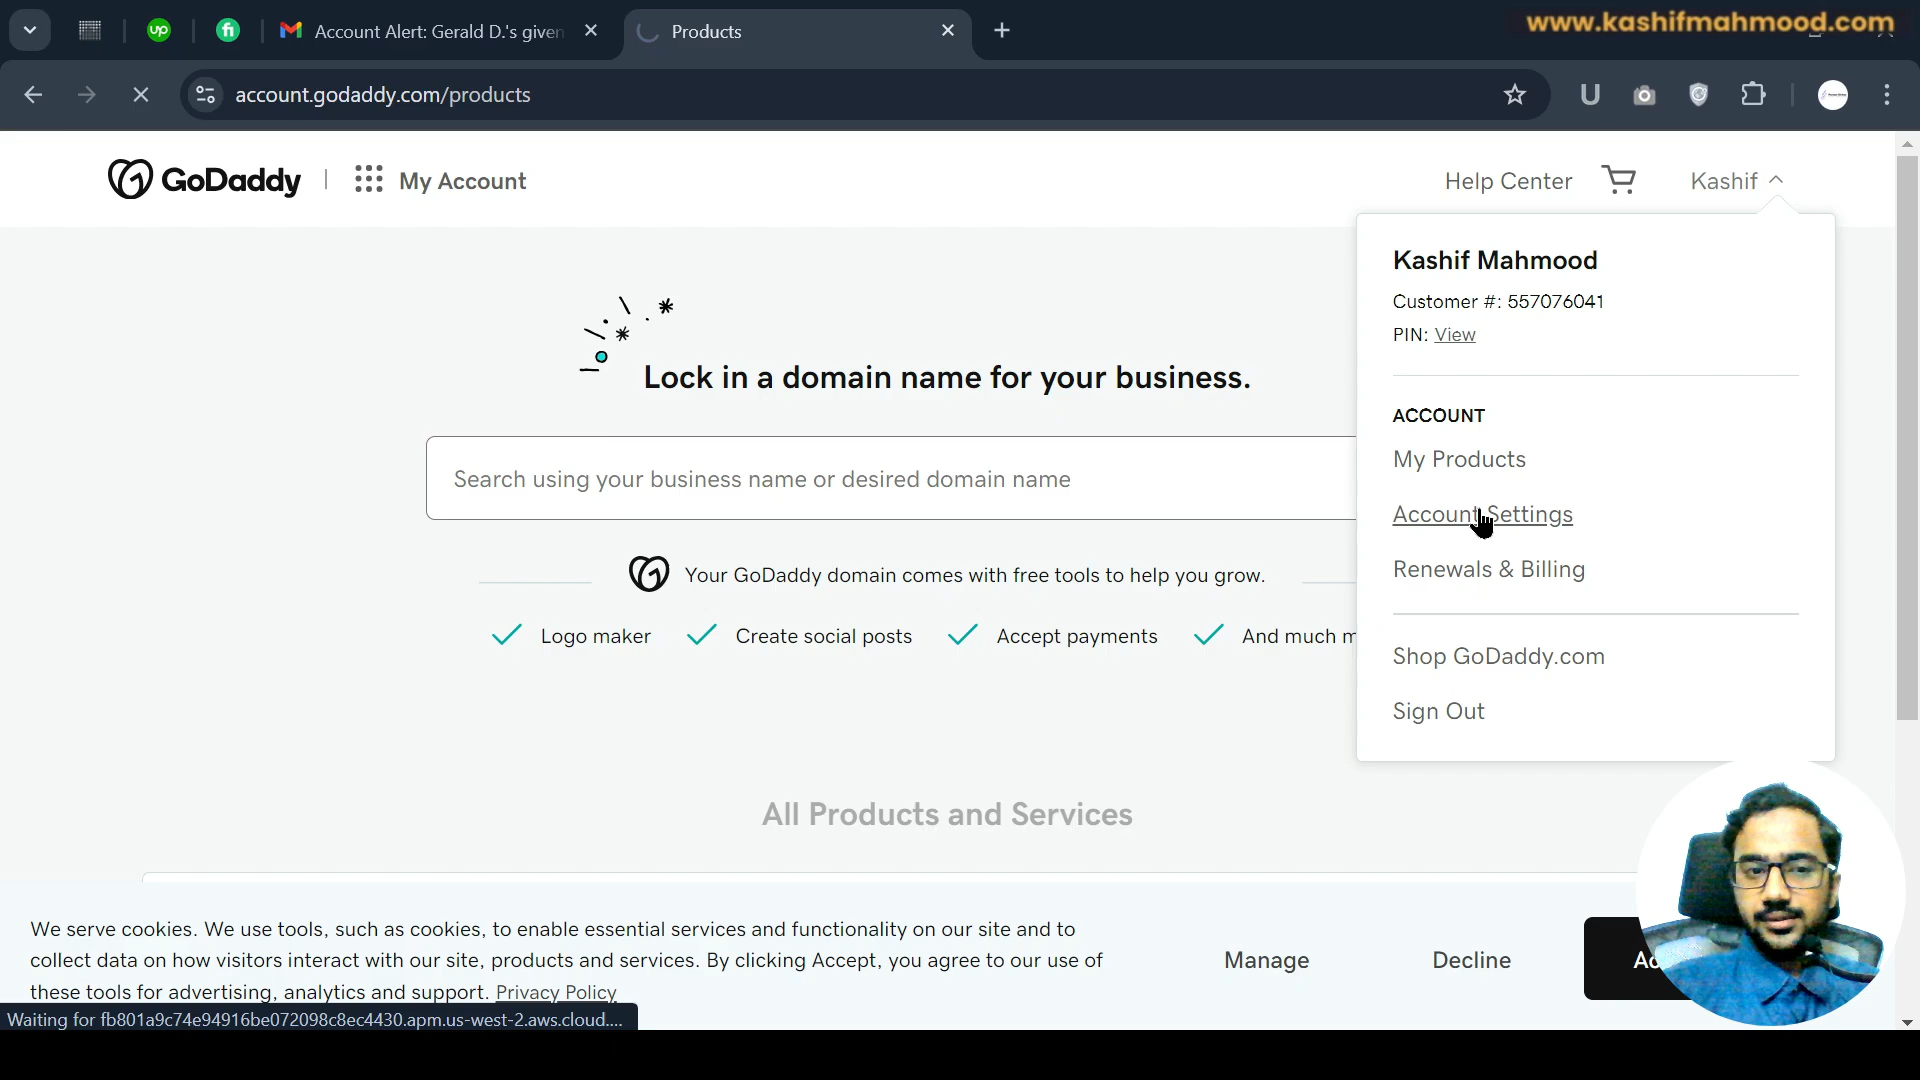 www.kashifmahmood.com
up
fi
Account Alert: Gerald D.'s given
Products
account.godaddy.com/products
U
GoDaddy
My Account
Help Center
Kashif
Kashif Mahmood
Customer #: 557076041
PIN: View
ACCOUNT
My Products
Account Settings
Renewals & Billing
Shop GoDaddy.com
Sign Out
Lock in a domain name for your business.
Search using your business name or desired domain name
Your GoDaddy domain comes with free tools to help you grow.
Logo maker
Create social posts
Accept payments
And much m
All Products and Services
We serve cookies. We use tools, such as cookies, to enable essential services and functionality on our site and to
collect data on how visitors interact with our site, products and services. By clicking Accept, you agree to our use of
these tools for advertising, analytics and support. Privacy Policy
Manage
Decline
Waiting for fb801a9c74e94916be072098c8ec4430.apm.us-west-2.aws.cloud....